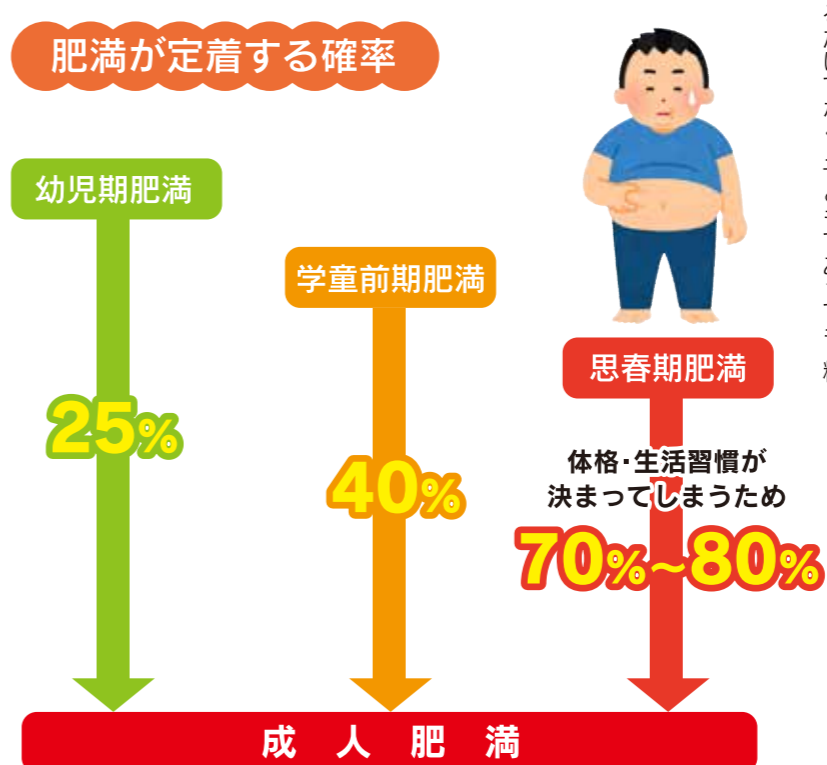 肥満が定着する確率
幼児期肥満
25%
学童前期肥満
40%
思春期肥満
体格・生活習慣が
決まってしまうため
70%~80%
成人肥満